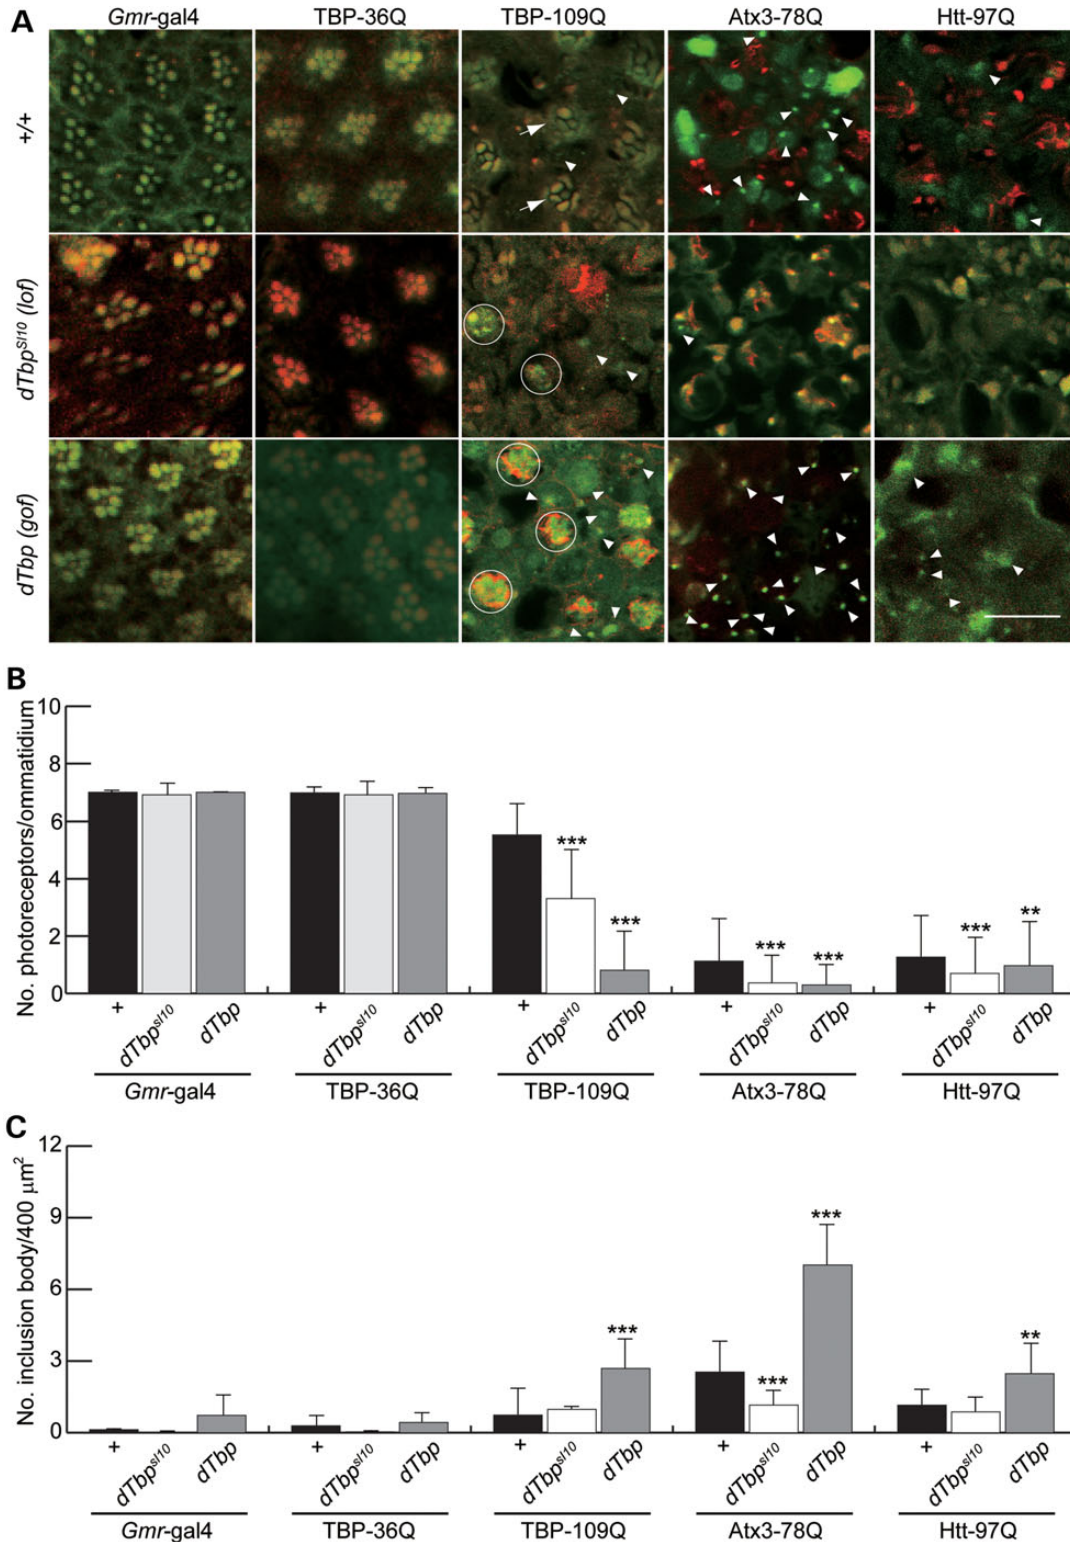 A
Gmr-gal4 TBP-36Q TBP-109Q Atx3-78Q Htt-97Q
+/+
dTbp^Sl10 (lof)
dTbp (gof)
B
No. photoreceptors/ommatidium
10
8
6
4
2
0
*** *** *** *** *** **
+ dTbp^sl10 dTbp + dTbp^sl10 dTbp + dTbp^sl10 dTbp + dTbp^sl10 dTbp + dTbp^sl10 dTbp
Gmr-gal4 TBP-36Q TBP-109Q Atx3-78Q Htt-97Q
C
No. inclusion body/400 µm²
12
9
6
3
0
*** *** *** **
+ dTbp^sl10 dTbp + dTbp^sl10 dTbp + dTbp^sl10 dTbp + dTbp^sl10 dTbp + dTbp^sl10 dTbp
Gmr-gal4 TBP-36Q TBP-109Q Atx3-78Q Htt-97Q